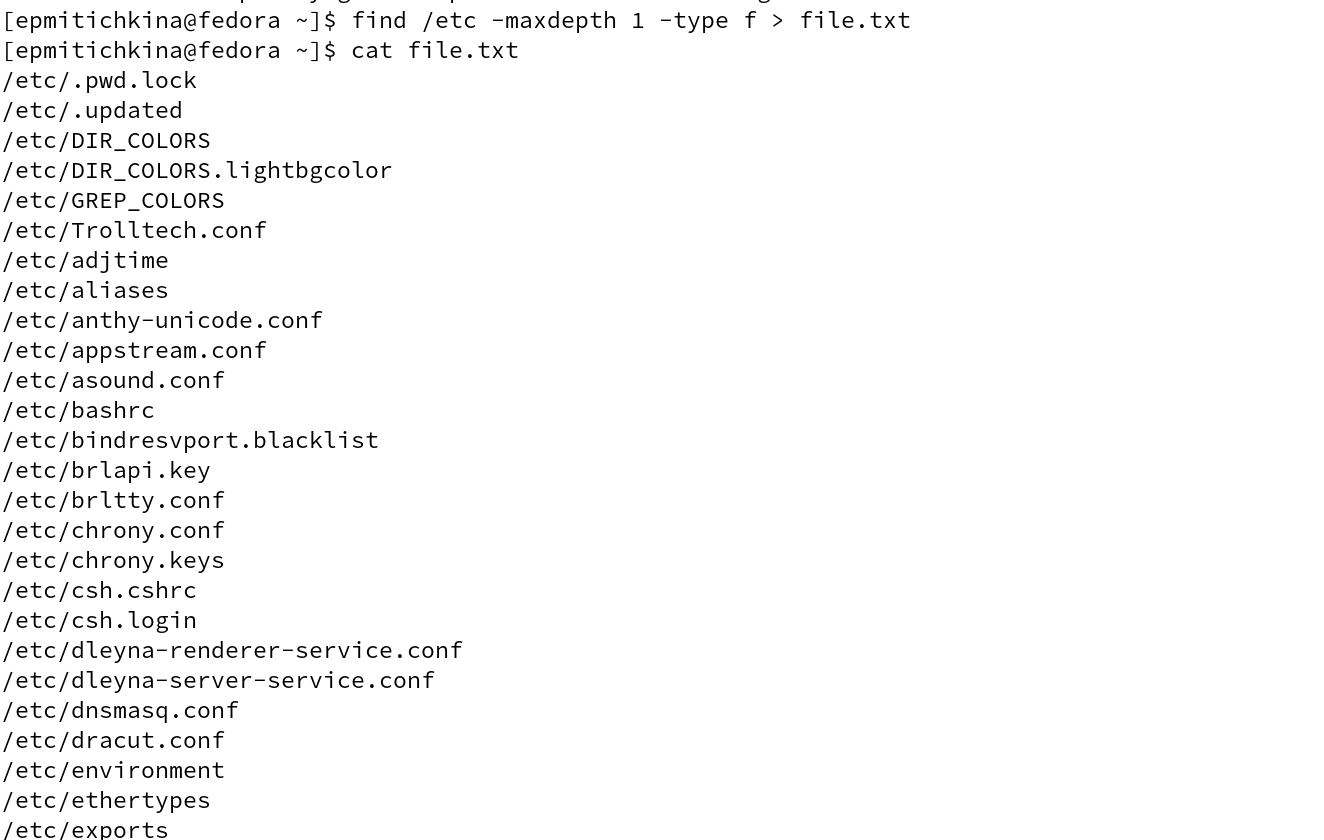 [epmitichkina@fedora ~]$ find /etc -maxdepth 1 -type f > file.txt
[epmitichkina@fedora ~]$ cat file.txt
/etc/.pwd.lock
/etc/.updated
/etc/DIR_COLORS
/etc/DIR_COLORS.lightbgcolor
/etc/GREP_COLORS
/etc/Trolltech.conf
/etc/adjtime
/etc/aliases
/etc/anthy-unicode.conf
/etc/appstream.conf
/etc/asound.conf
/etc/bashrc
/etc/bindresvport.blacklist
/etc/brlapi.key
/etc/brltty.conf
/etc/chrony.conf
/etc/chrony.keys
/etc/csh.cshrc
/etc/csh.login
/etc/dleyna-renderer-service.conf
/etc/dleyna-server-service.conf
/etc/dnsmasq.conf
/etc/dracut.conf
/etc/environment
/etc/ethertypes
/etc/exports